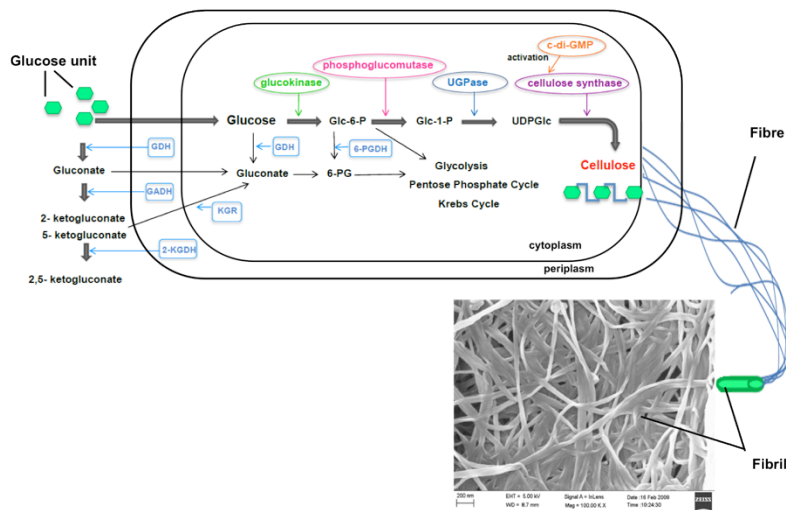 Glucose unit
c-di-GMP
activation
phosphoglucomutase
glucokinase
UGPase
cellulose synthase
Glucose
Glc-6-P
Glc-1-P
UDPGlc
GDH
GDH
6-PGDH
Gluconate
Gluconate
6-PG
Glycolysis
Pentose Phosphate Cycle
Krebs Cycle
Cellulose
Fibre
GADH
KGR
2- ketogluconate
5- ketogluconate
2-KGDH
2,5- ketogluconate
cytoplasm
periplasm
Fibril
200 nm
EHT = 5.00 kV
Signal A = InLens
Date :16 Feb 2009
WD = 6.7 mm
Mag = 100.00 K X
Time :10:24:30
ZEISS